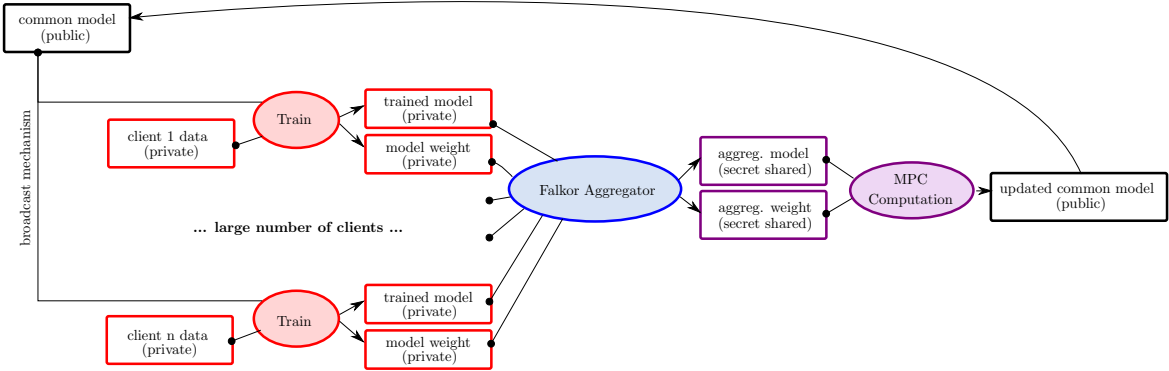 common model
(public)
broadcast mechanism
client 1 data
(private)
Train
trained model
(private)
model weight
(private)
... large number of clients ...
client n data
(private)
Train
trained model
(private)
model weight
(private)
Falkor Aggregator
aggreg. model
(secret shared)
aggreg. weight
(secret shared)
MPC
Computation
updated common model
(public)